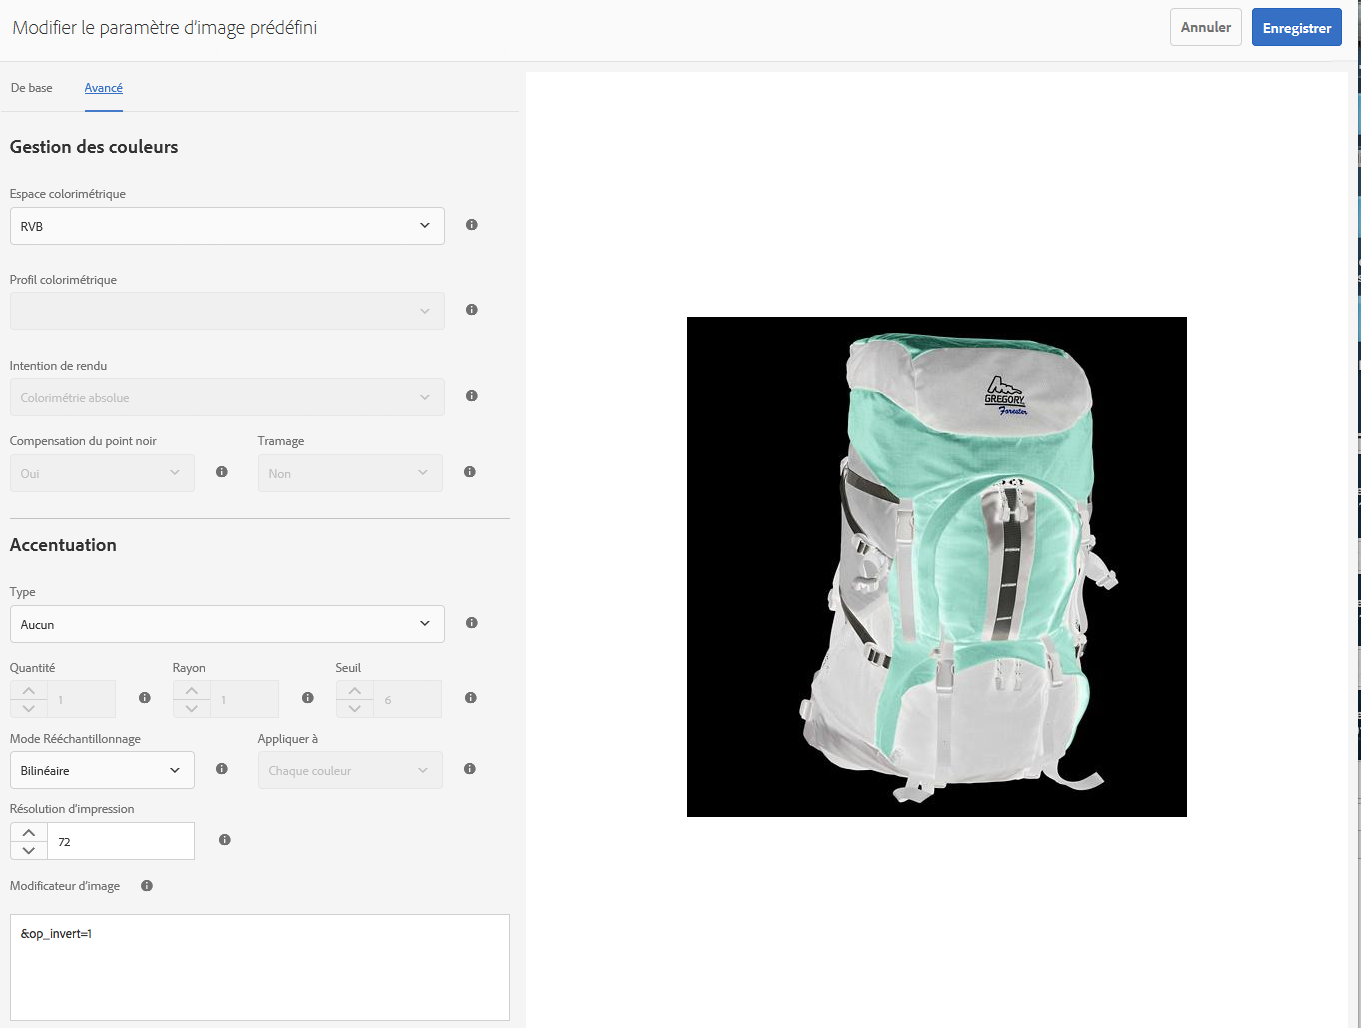 Modifier le paramètre d'image prédéfini
Annuler
Enregistrer
De base
Avancé
Gestion des couleurs
Espace colorimétrique
RVB
Profil colorimétrique
Intention de rendu
Colorimétrie absolue
Compensation du point noir
Tramage
Oui
Non
Accentuation
Type
Aucun
Quantité
Rayon
Seuil
1
1
6
Mode Rééchantillonnage
Appliquer à
Bilinéaire
Chaque couleur
Résolution d'impression
72
Modificateur d'image
&op_invert=1
GREGORY
Forester